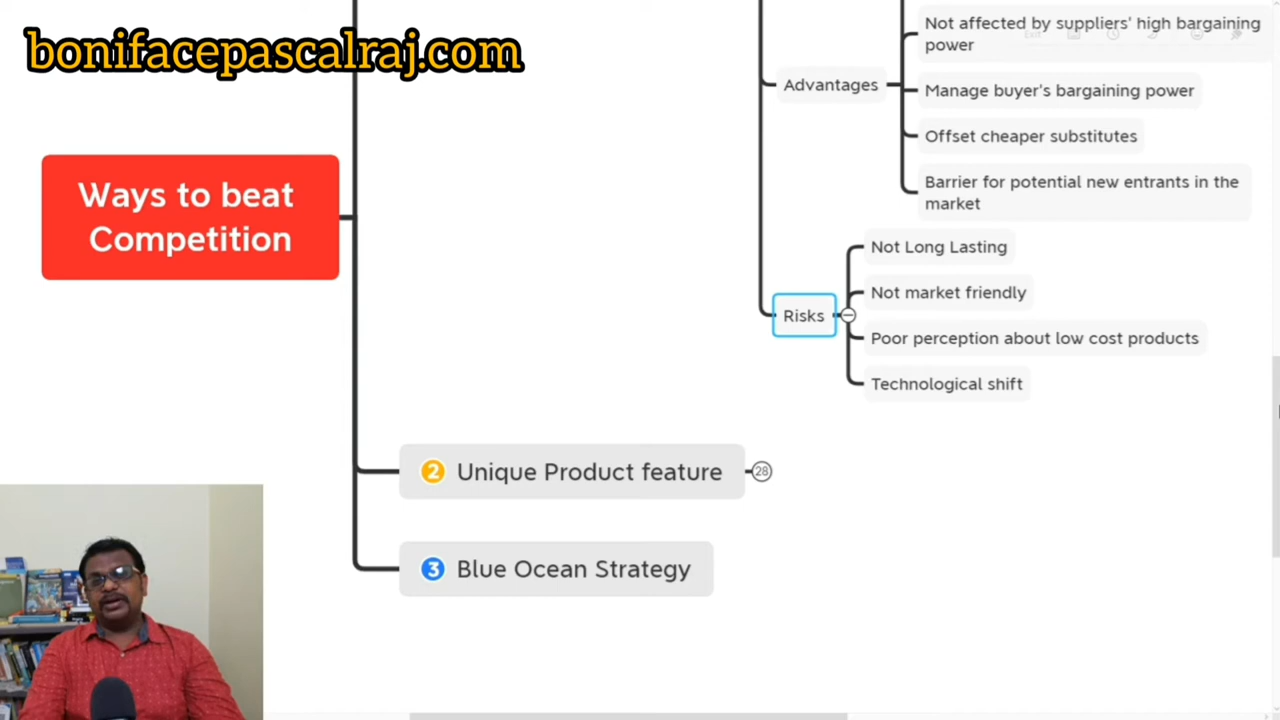 bonifacepascalraj.com
Ways to beat
Competition
Advantages
Not affected by suppliers' high bargaining
power
Manage buyer's bargaining power
Offset cheaper substitutes
Barrier for potential new entrants in the
market
Risks
Not Long Lasting
Not market friendly
Poor perception about low cost products
Technological shift
2 Unique Product feature 28
3 Blue Ocean Strategy